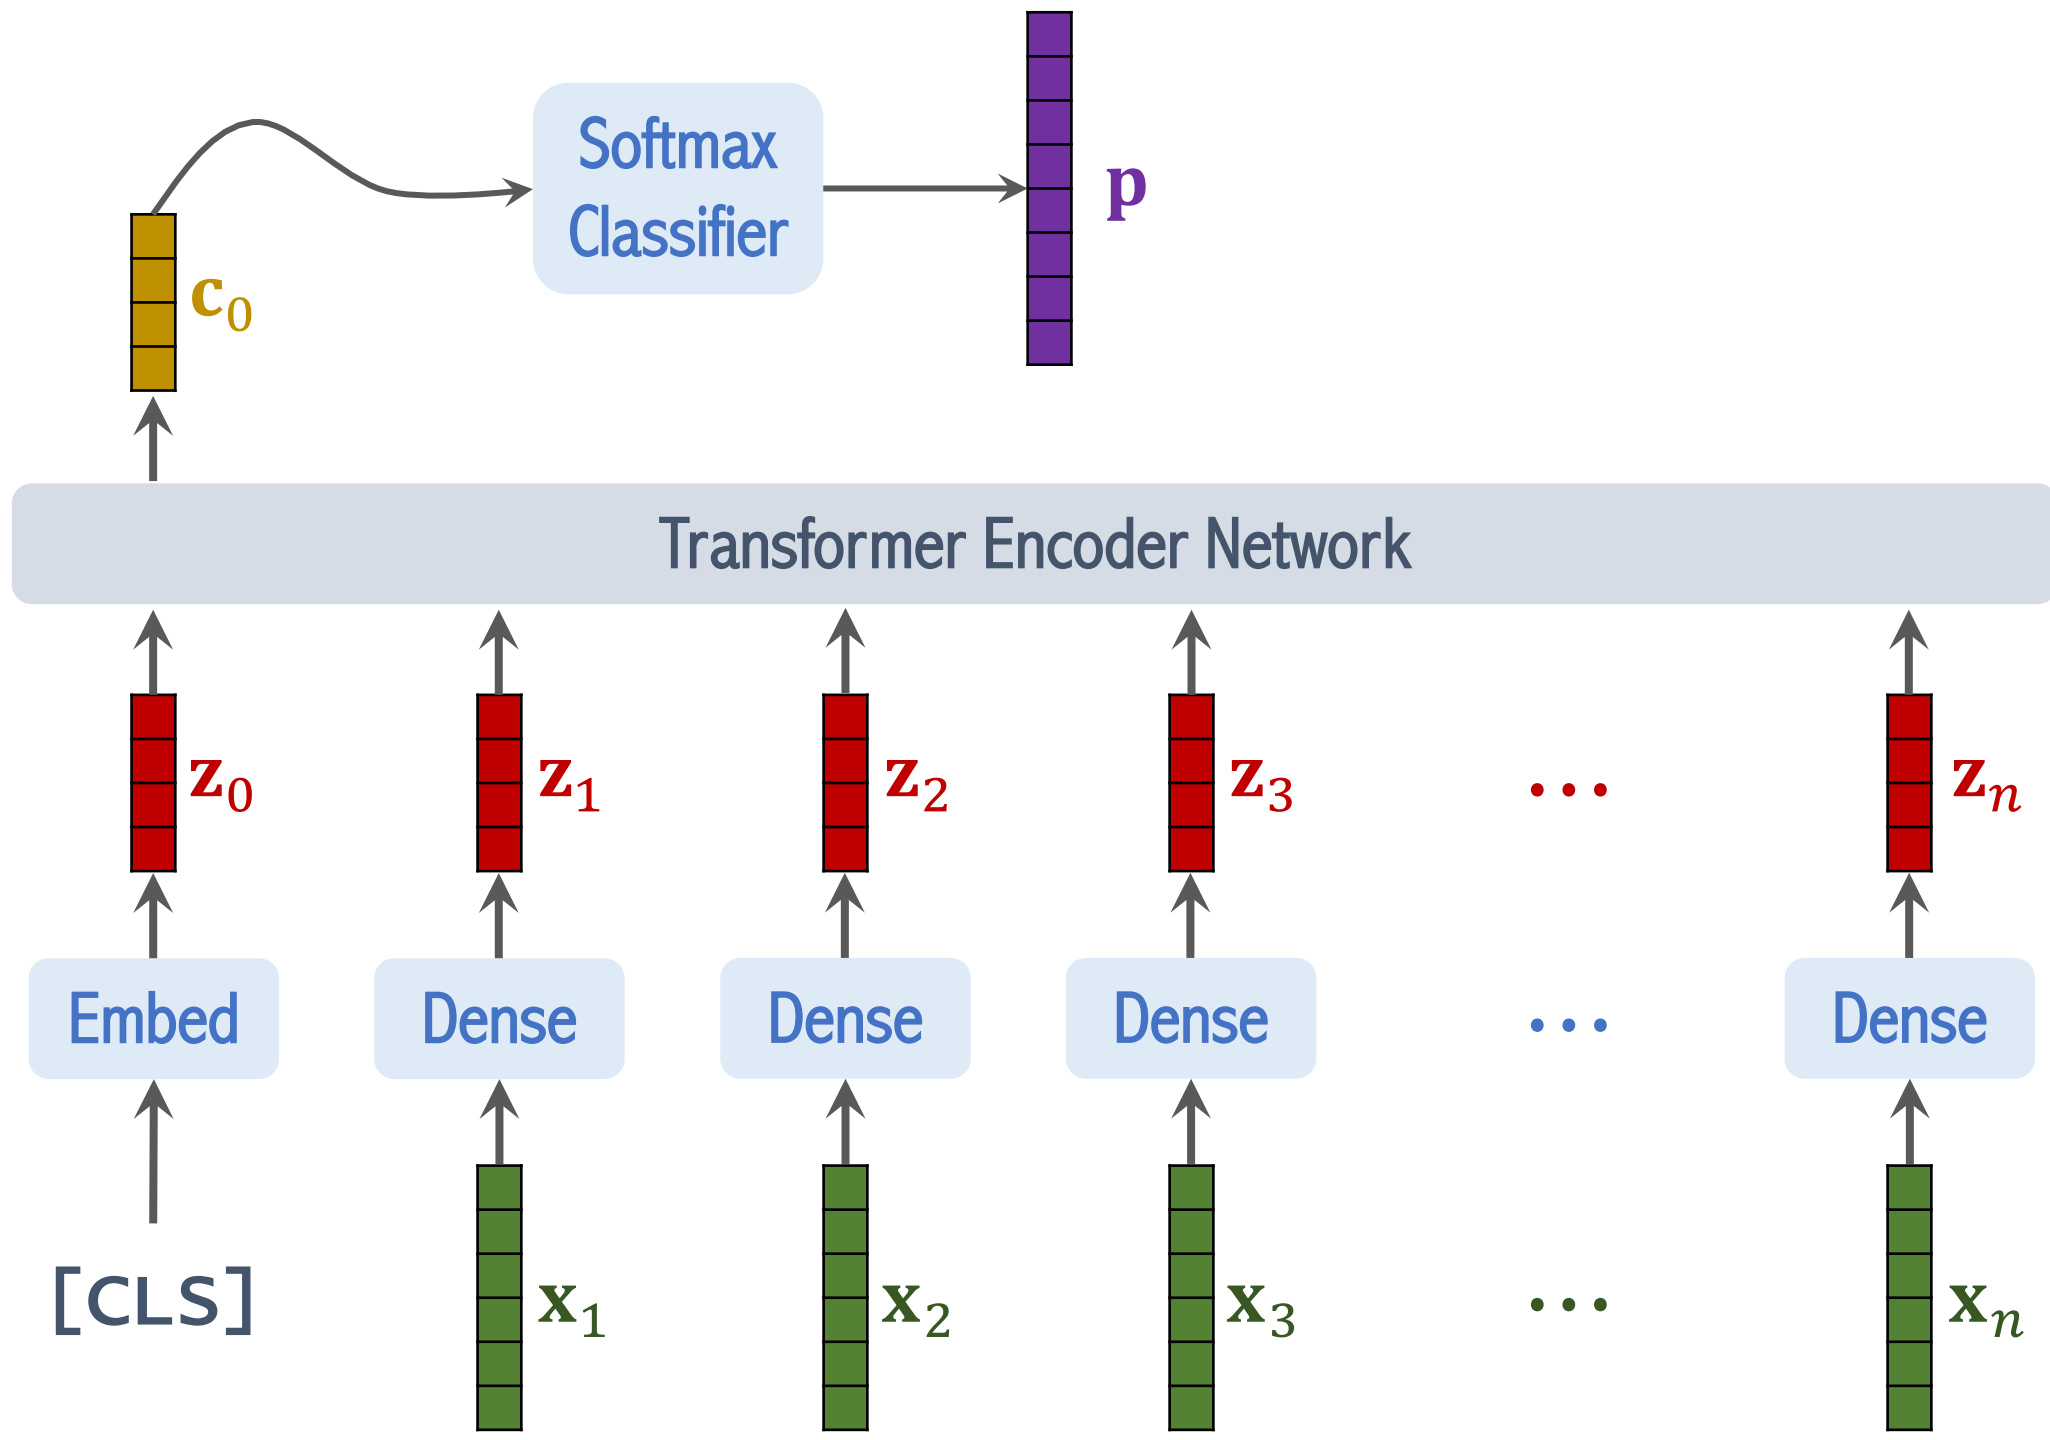 Softmax
Classifier
p
c₀
Transformer Encoder Network
z₀ z₁ z₂ z₃ ... zₙ
Embed Dense Dense Dense ... Dense
[CLS] x₁ x₂ x₃ ... xₙ